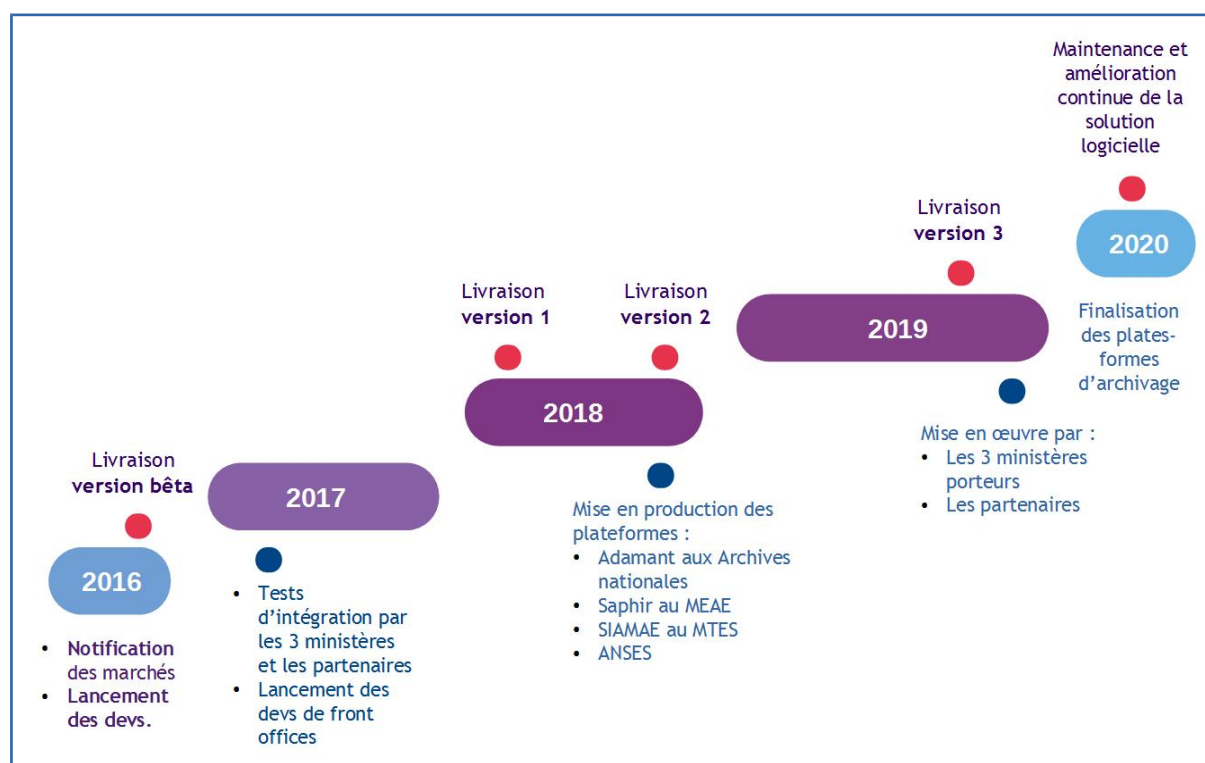 Livraison
version bêta
2016
• Notification
des marchés
• Lancement
des devs.
2017
• Tests
d’intégration par
les 3 ministères
et les partenaires
• Lancement des
devs de front
offices
Livraison
version 1
Livraison
version 2
2018
Mise en production des
plateformes :
• Adamant aux Archives
nationales
• Saphir au MEAE
• SIAMAE au MTES
• ANSES
Livraison
version 3
2019
Mise en œuvre par :
• Les 3 ministères
porteurs
• Les partenaires
Maintenance et
amélioration
continue de la
solution
logicielle
2020
Finalisation
des plates-
formes
d’archivage